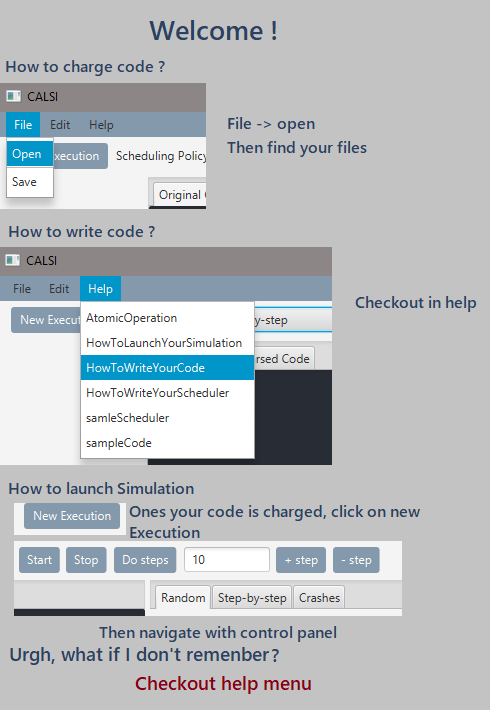 Welcome !
How to charge code ?
CALSI
File Edit Help
Open
Save
xecution Scheduling Policy
Original
File -> open
Then find your files
How to write code ?
CALSI
File Edit Help
New Execut
y-step
rsed Code
AtomicOperation
HowToLaunchYourSimulation
HowToWriteYourCode
HowToWriteYourScheduler
samleScheduler
sampleCode
Checkout in help
How to launch Simulation
New Execution
Ones your code is charged, click on new
Execution
Start Stop Do steps 10 + step - step
Random Step-by-step Crashes
Then navigate with control panel
Urgh, what if I don't remenber?
Checkout help menu